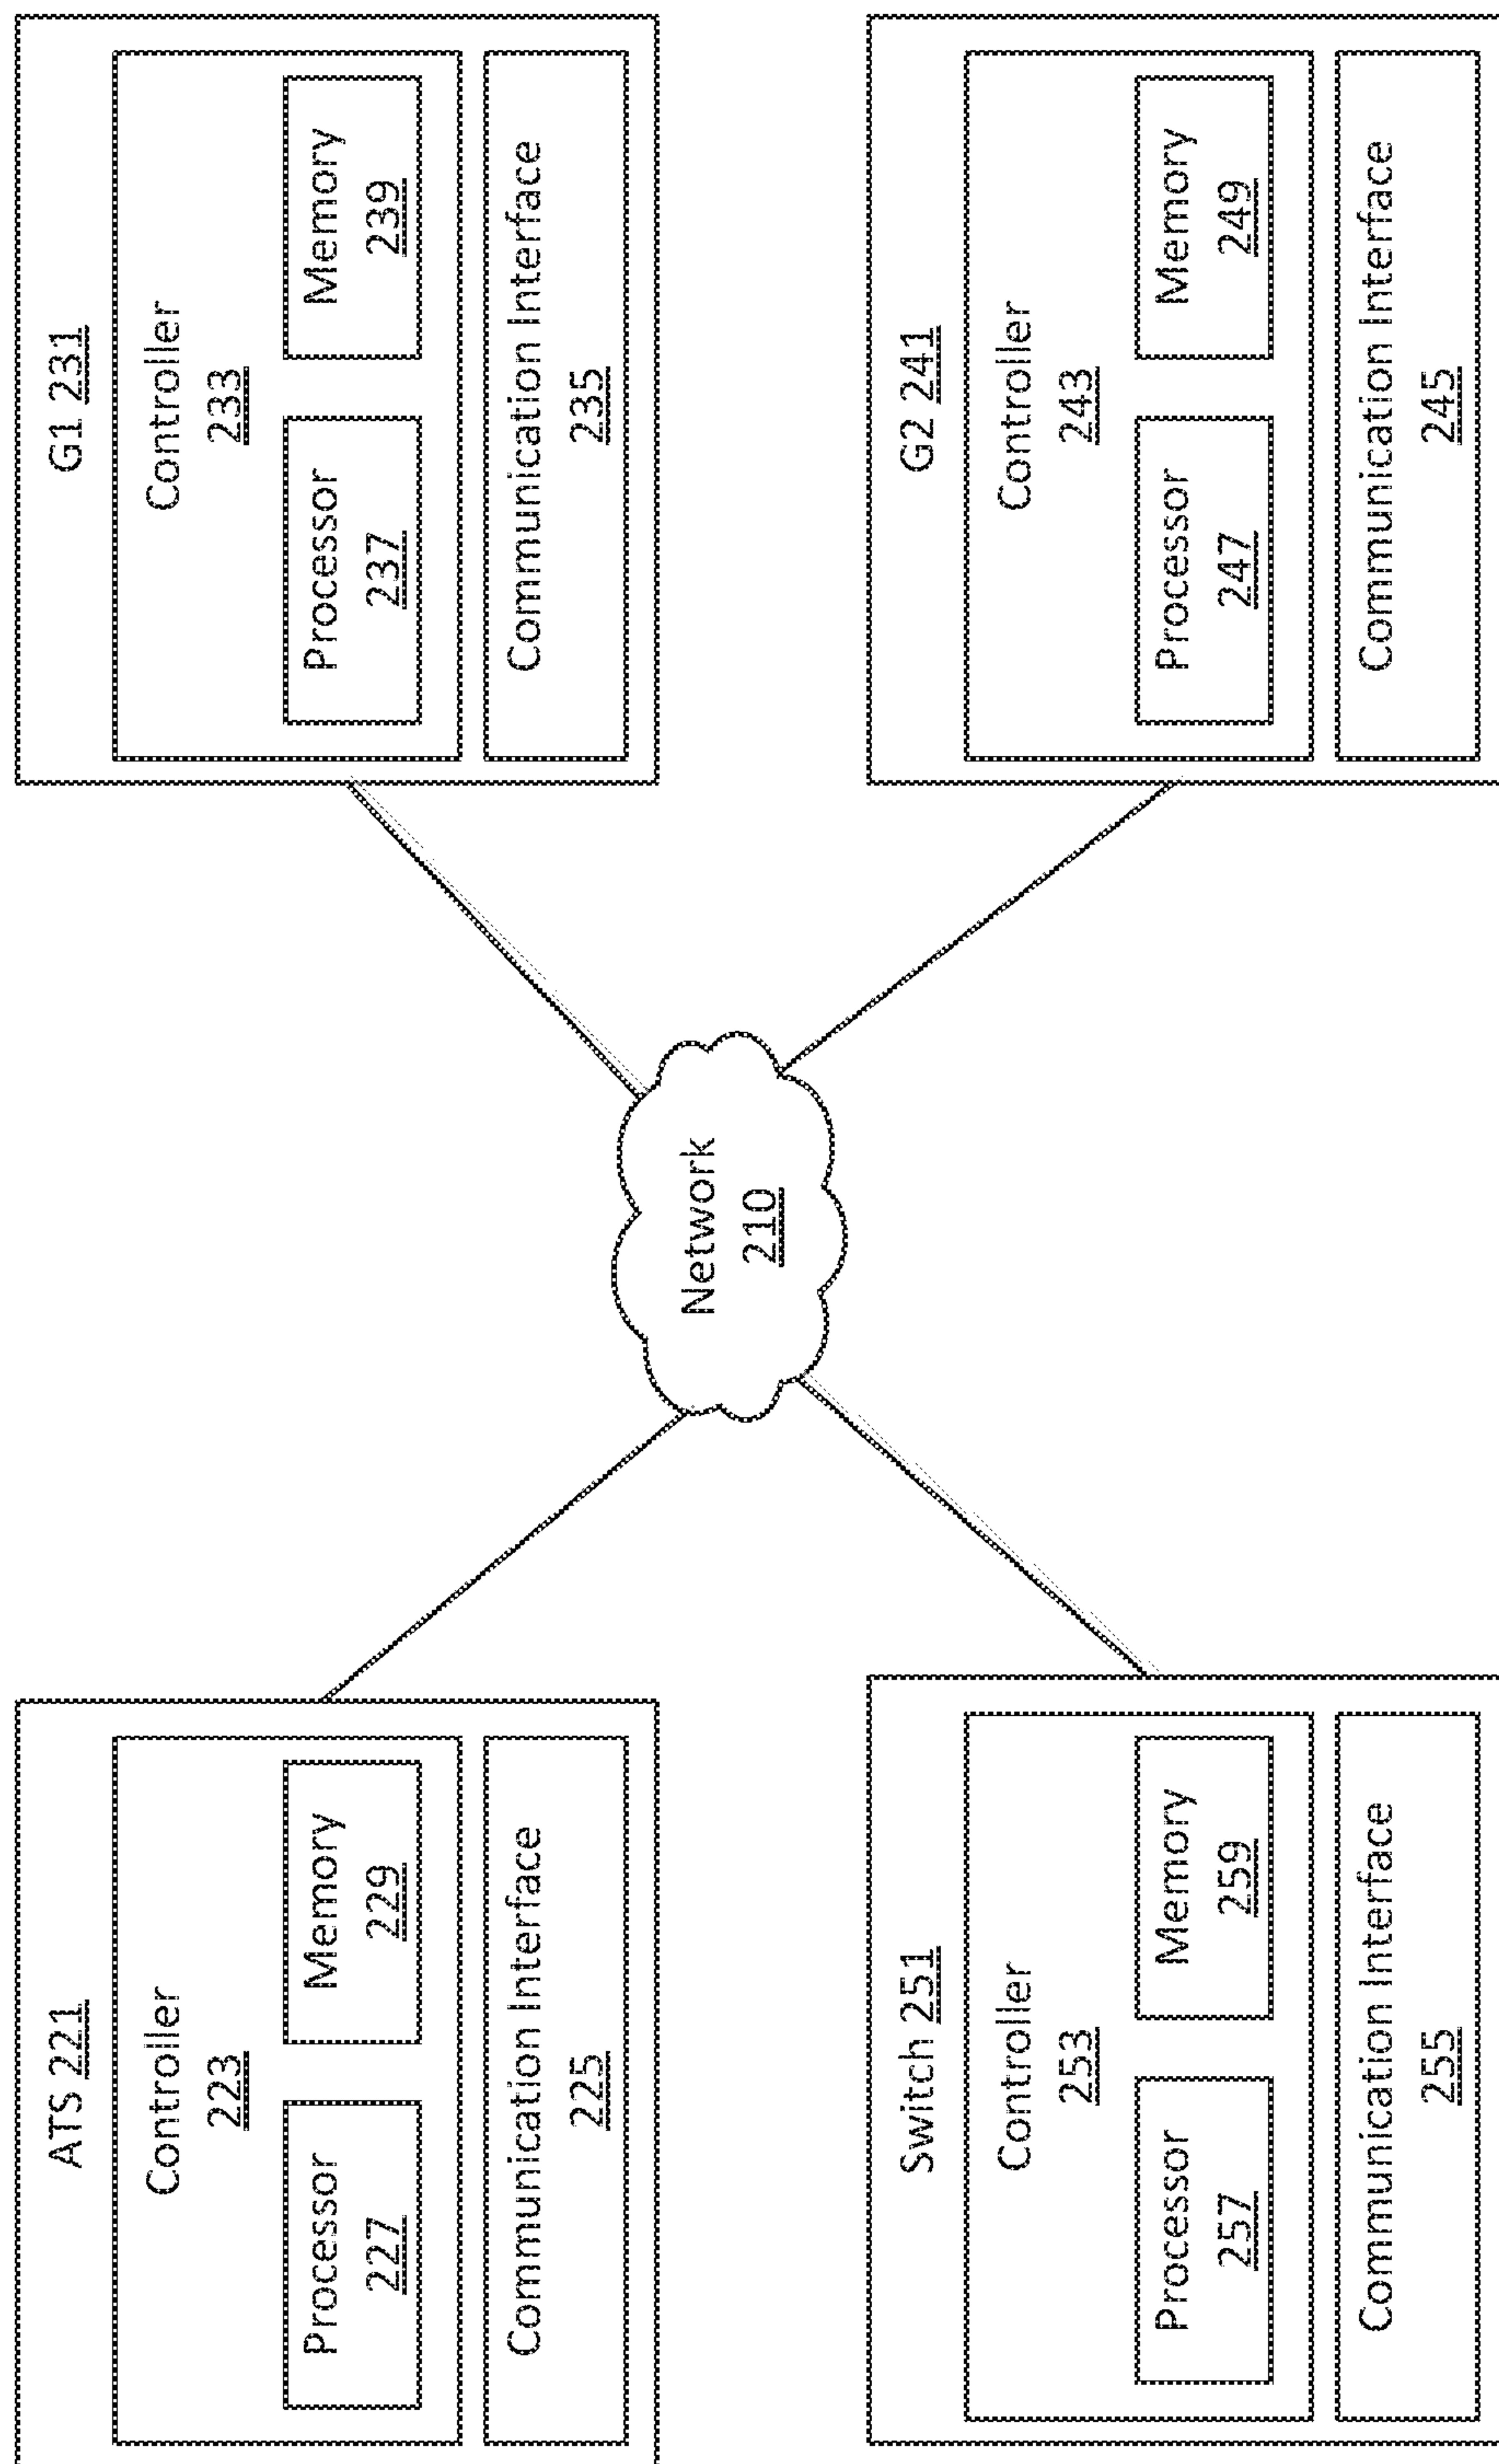 ATS 221
Controller
223
Processor
227
Memory
229
Communication Interface
225
G1 231
Controller
233
Processor
237
Memory
239
Communication Interface
235
Network
210
Switch 251
Controller
253
Processor
257
Memory
259
Communication Interface
255
G2 241
Controller
243
Processor
247
Memory
249
Communication Interface
245